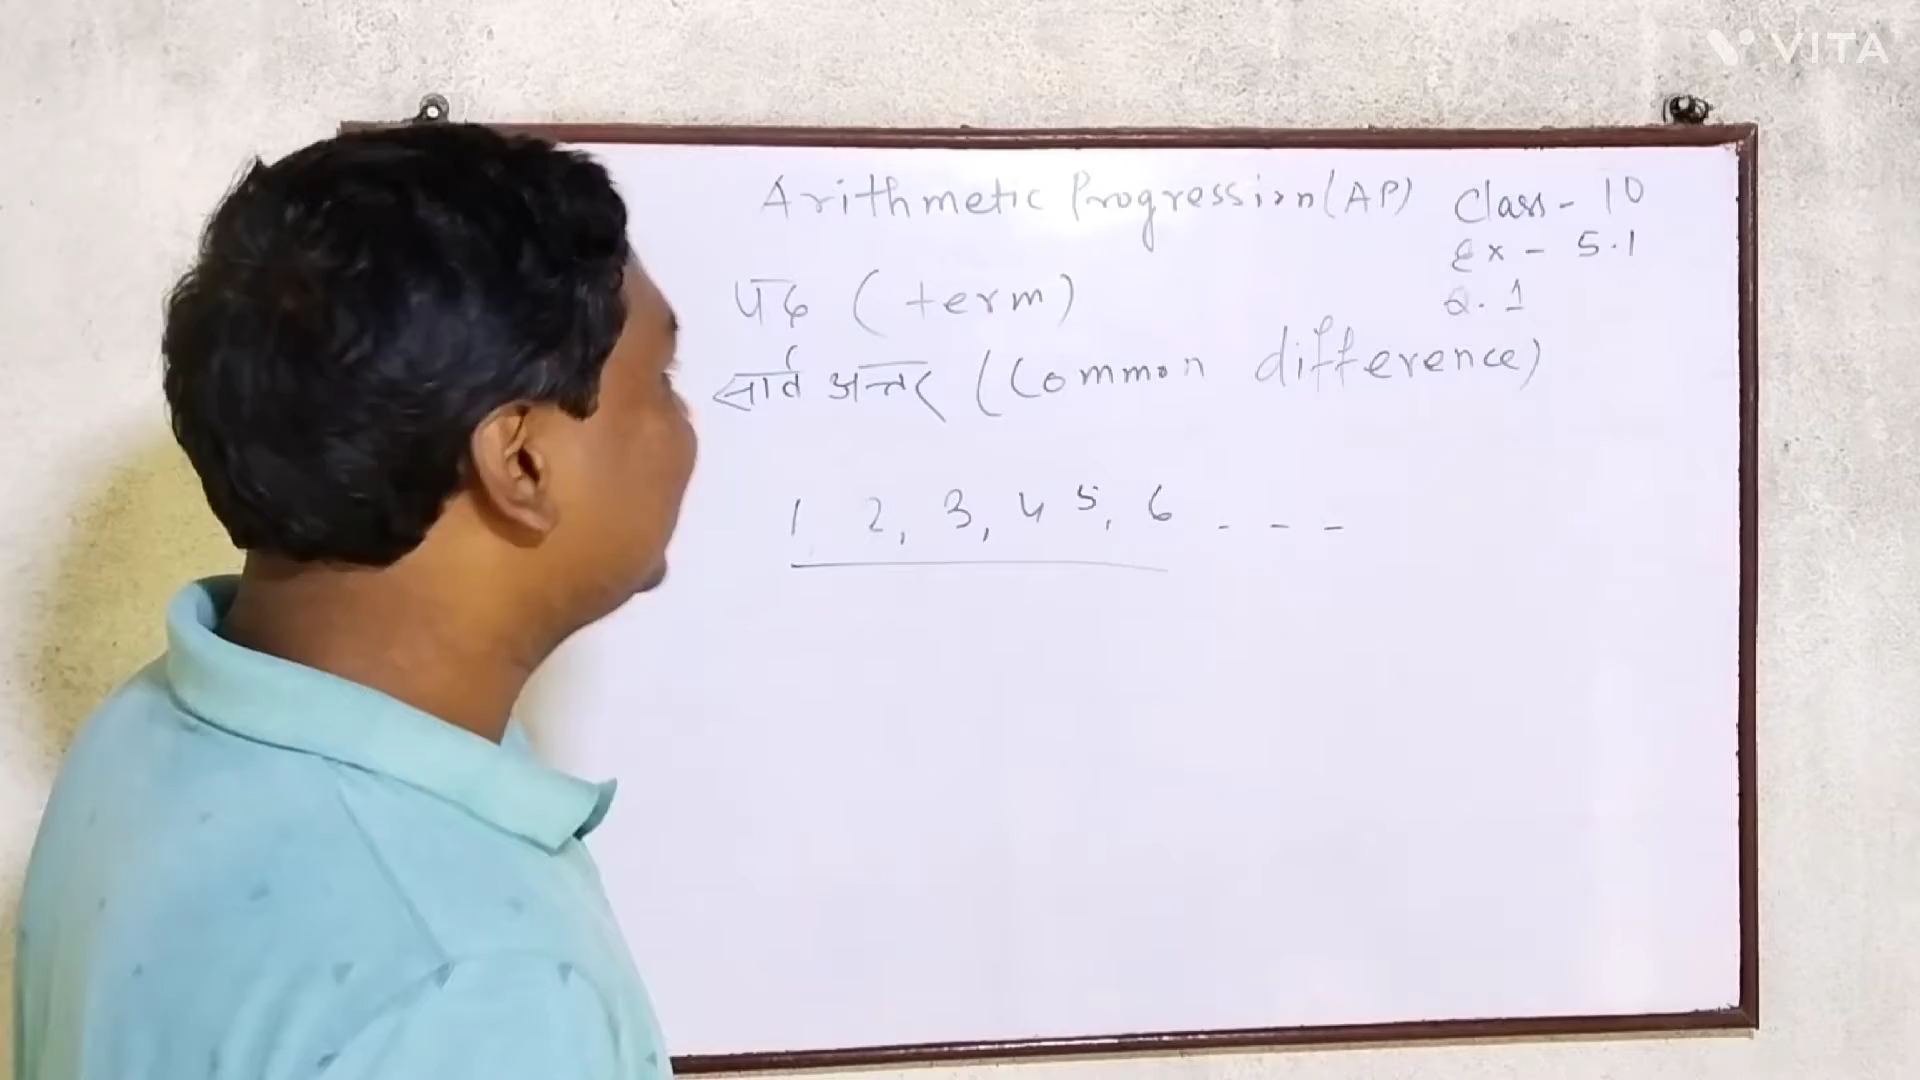 VITA
Arithmetic Progression (AP) Class - 10
Ex - 5.1
Q. 1
पद (term)
सार्व अन्तर (Common difference)
1 2, 3, 4 5, 6 - - -